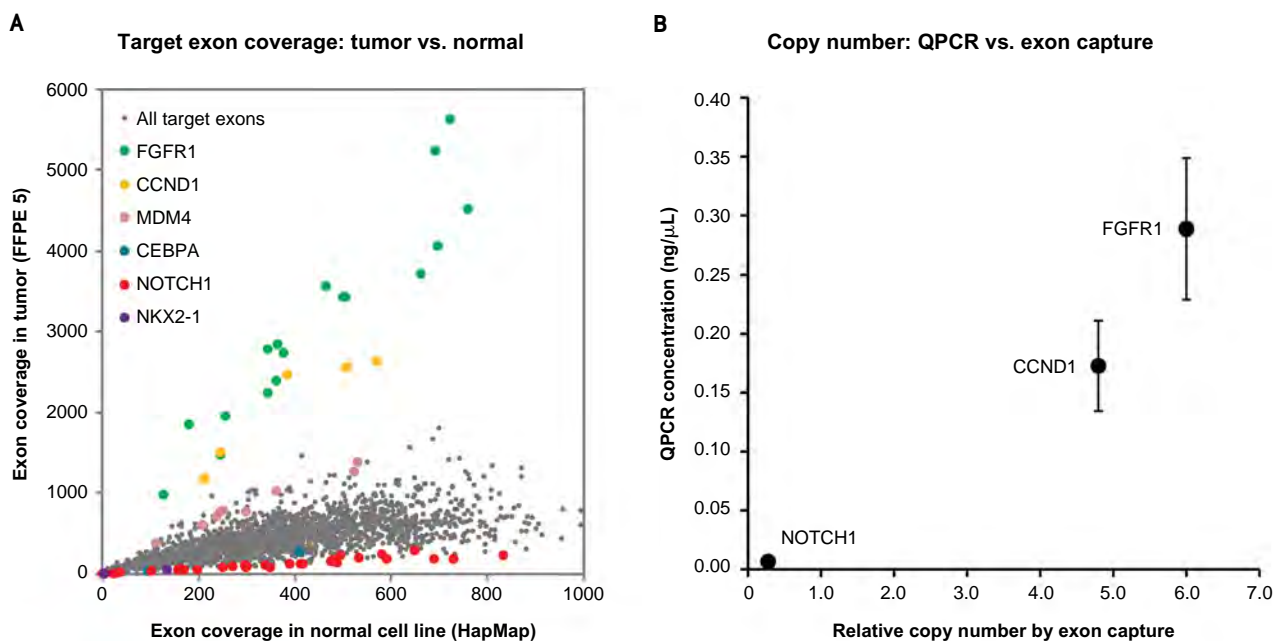 A
Target exon coverage: tumor vs. normal
Exon coverage in tumor (FFPE 5)
6000
5000
4000
3000
2000
1000
0
All target exons
FGFR1
CCND1
MDM4
CEBPA
NOTCH1
NKX2-1
0 200 400 600 800 1000
Exon coverage in normal cell line (HapMap)
B
Copy number: QPCR vs. exon capture
QPCR concentration (ng/μL)
0.40
0.35
0.30
0.25
0.20
0.15
0.10
0.05
0.00
FGFR1
CCND1
NOTCH1
0 1.0 2.0 3.0 4.0 5.0 6.0 7.0
Relative copy number by exon capture